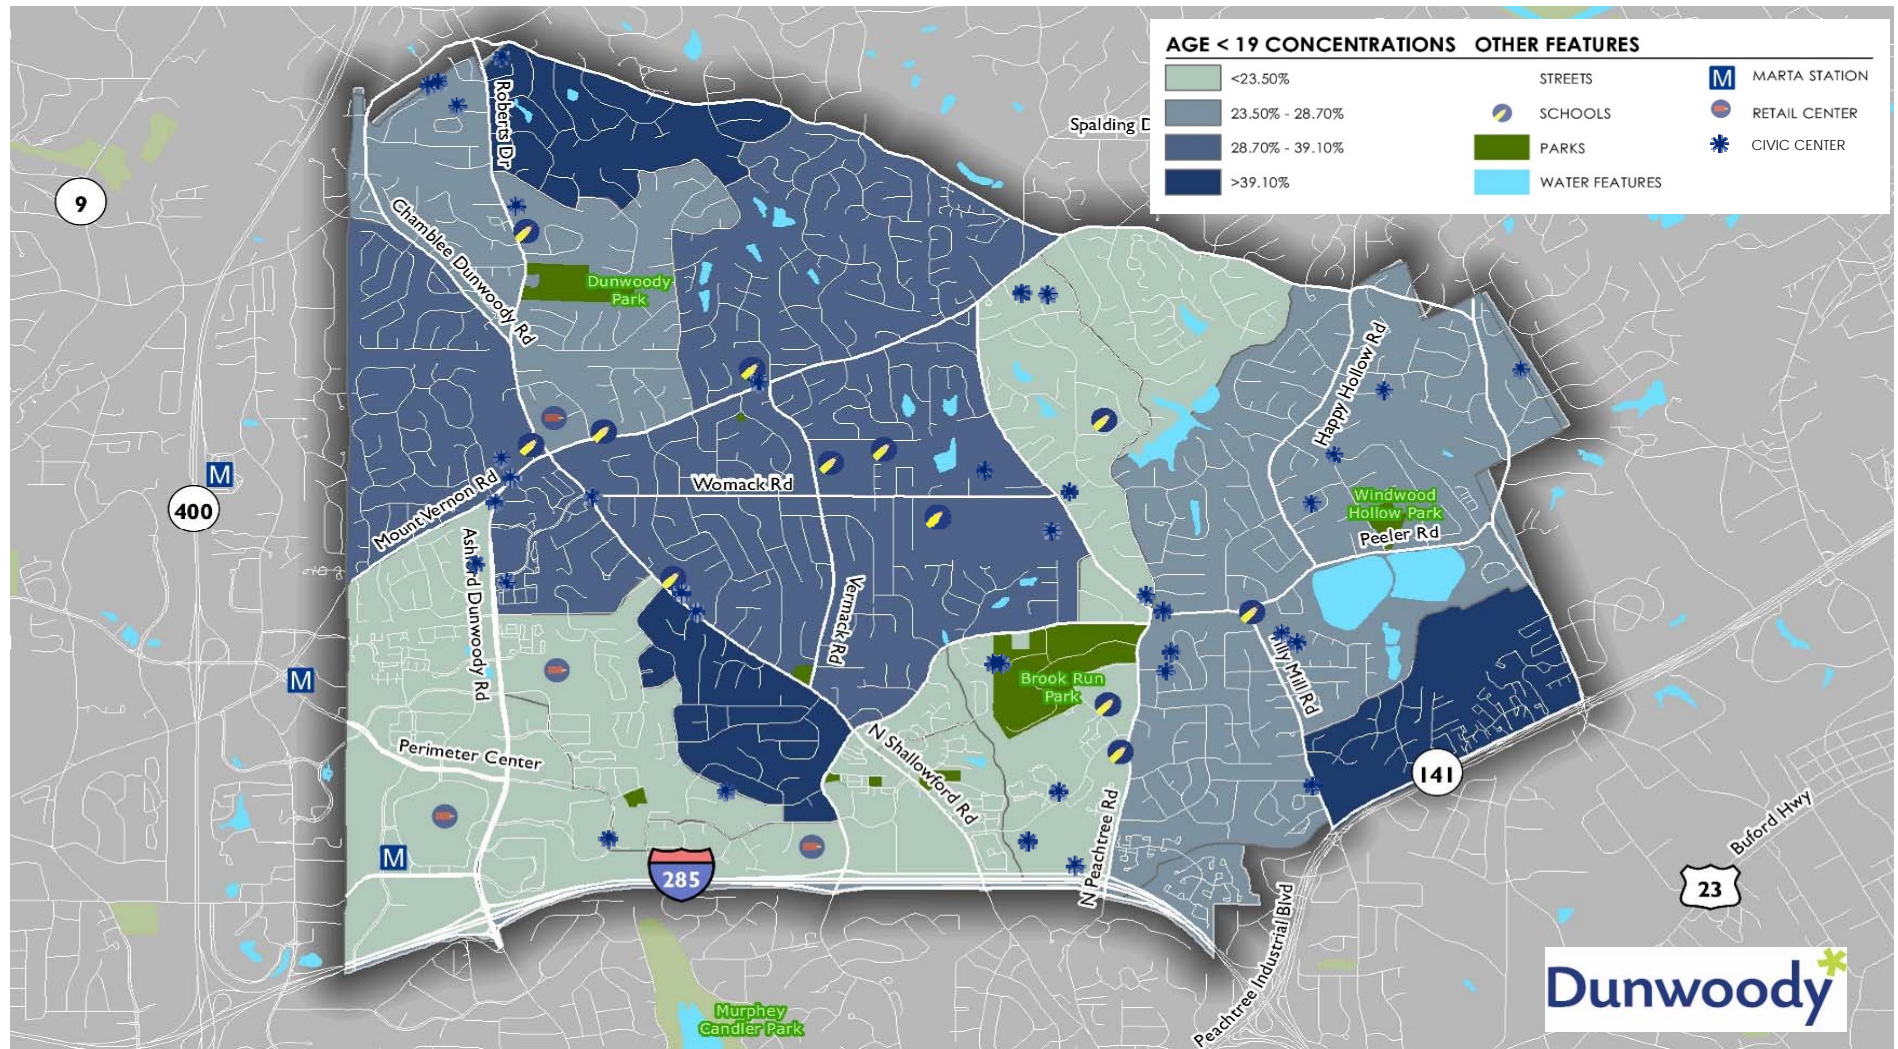 AGE < 19 CONCENTRATIONS
<23.50%
23.50% - 28.70%
28.70% - 39.10%
>39.10%
OTHER FEATURES
STREETS
SCHOOLS
PARKS
WATER FEATURES
M MARTA STATION
RETAIL CENTER
CIVIC CENTER
Spalding D
Roberts Dr
9
Chamblee Dunwoody Rd
Dunwoody
Park
Happy Hollow Rd
M
400
Mount Vernon Rd
Womack Rd
Windwood
Hollow Park
Peeler Rd
Ashford Dunwoody Rd
Vermack Rd
M
Brook Run
Park
Tilly Mill Rd
Perimeter Center
N Shallowford Rd
141
N Peachtree Rd
Buford Hwy
M
285
23
Peachtree Industrial Blvd
Murphey
Candler Park
Dunwoody